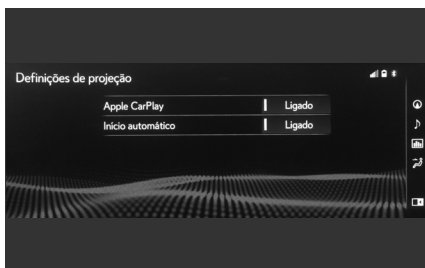 Definições de projeção
Apple CarPlay Ligado
Início automático Ligado